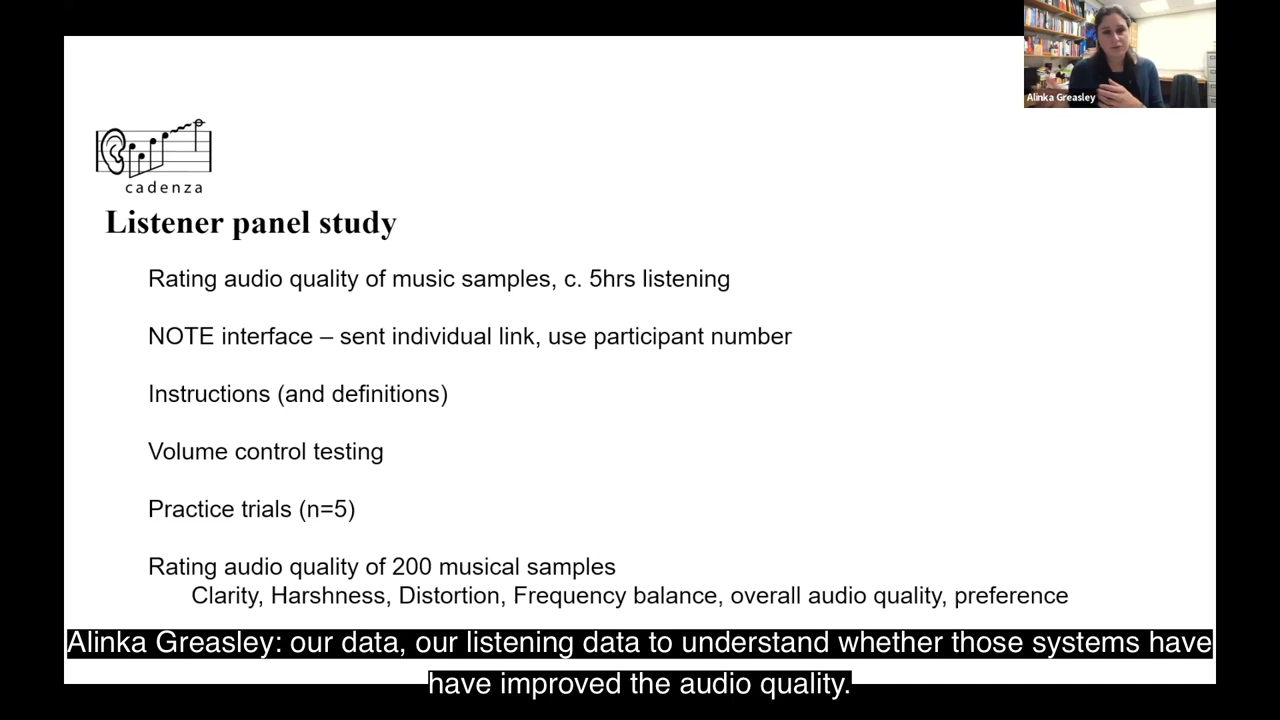 Alinka Greasley
cadenza
Listener panel study
Rating audio quality of music samples, c. 5hrs listening
NOTE interface – sent individual link, use participant number
Instructions (and definitions)
Volume control testing
Practice trials (n=5)
Rating audio quality of 200 musical samples
Clarity, Harshness, Distortion, Frequency balance, overall audio quality, preference
Alinka Greasley: our data, our listening data to understand whether those systems have
have improved the audio quality.